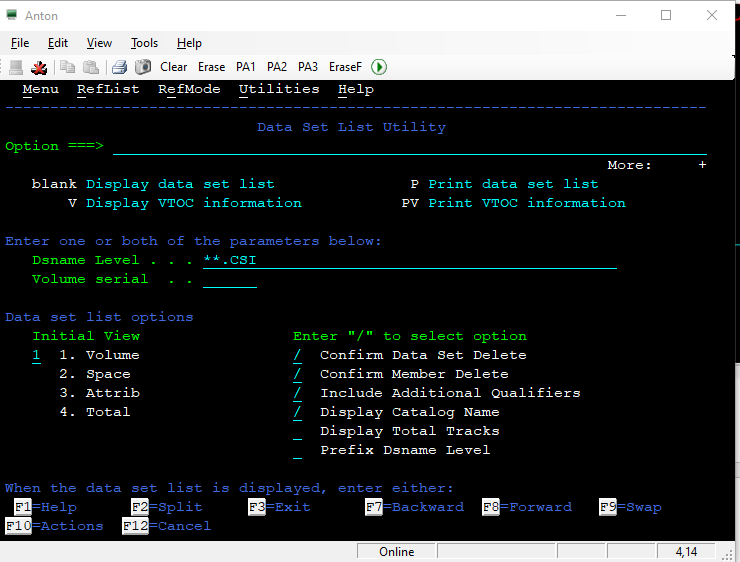 Anton
File Edit View Tools Help
Clear Erase PA1 PA2 PA3 EraseF
Menu RefList RefMode Utilities Help
------------------------------------------------------------------------------
Data Set List Utility
Option ===>
More: +
blank Display data set list P Print data set list
V Display VTOC information PV Print VTOC information
Enter one or both of the parameters below:
Dsname Level . . . **.CSI
Volume serial . .
Data set list options
Initial View Enter "/" to select option
1 1. Volume / Confirm Data Set Delete
2. Space / Confirm Member Delete
3. Attrib / Include Additional Qualifiers
4. Total / Display Catalog Name
_ Display Total Tracks
_ Prefix Dsname Level
When the data set list is displayed, enter either:
F1=Help F2=Split F3=Exit F7=Backward F8=Forward F9=Swap
F10=Actions F12=Cancel
Online 4,14